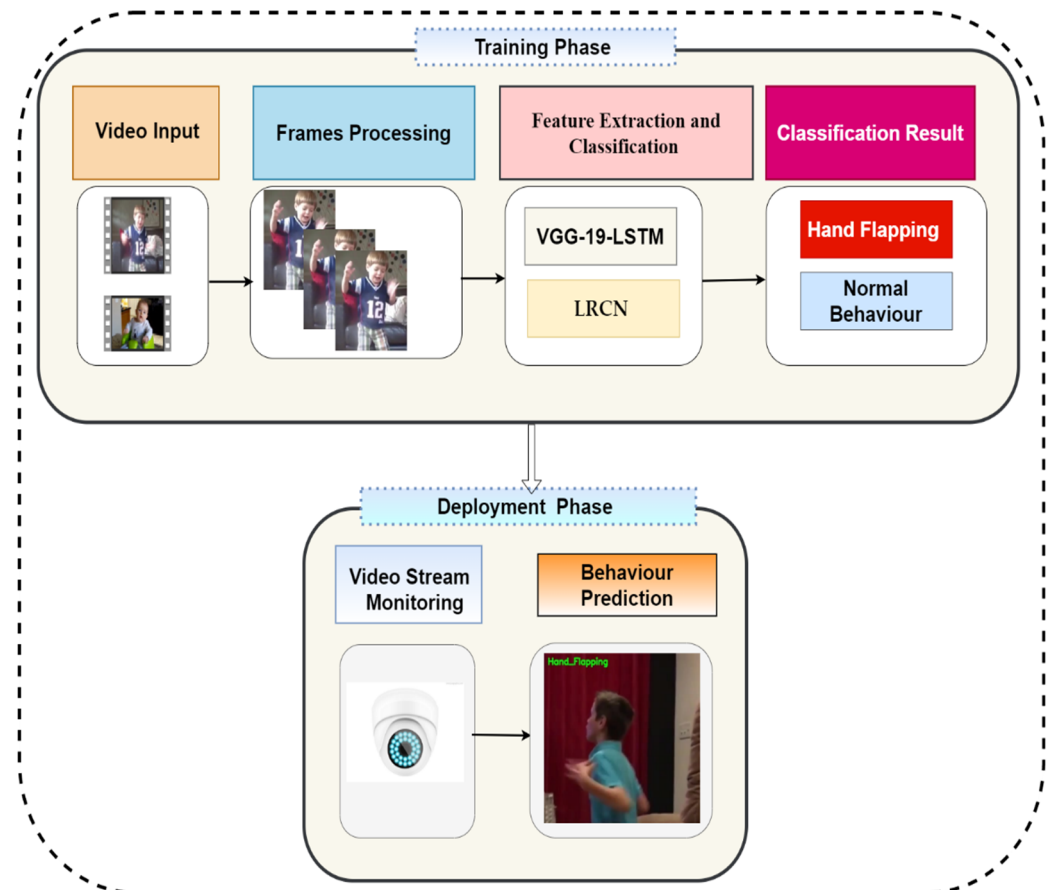 Training Phase
Video Input
Frames Processing
Feature Extraction and
Classification
Classification Result
12
VGG-19-LSTM
LRCN
Hand Flapping
Normal
Behaviour
Deployment Phase
Video Stream
Monitoring
Behaviour
Prediction
Hand_Flapping